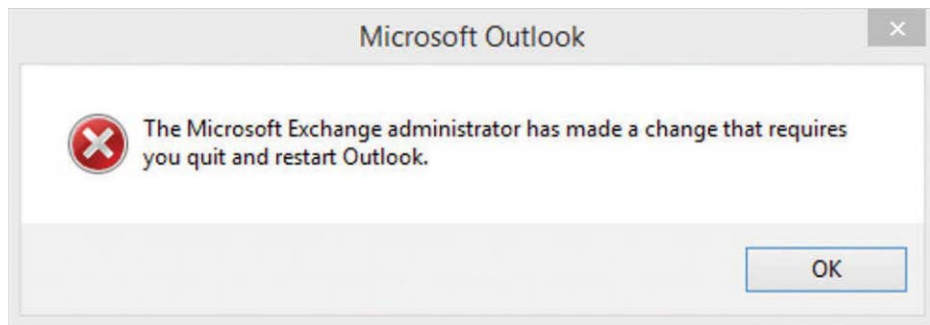 Microsoft Outlook
The Microsoft Exchange administrator has made a change that requires
you quit and restart Outlook.
OK